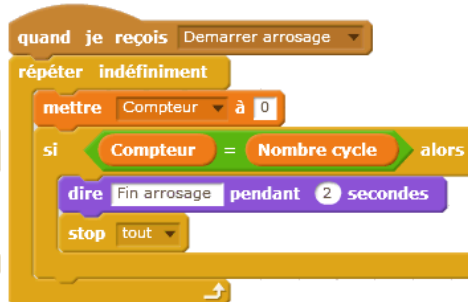 quand je reçois Demarrer arrosage
répéter indéfiniment
mettre Compteur à 0
si Compteur = Nombre cycle alors
dire Fin arrosage pendant 2 secondes
stop tout